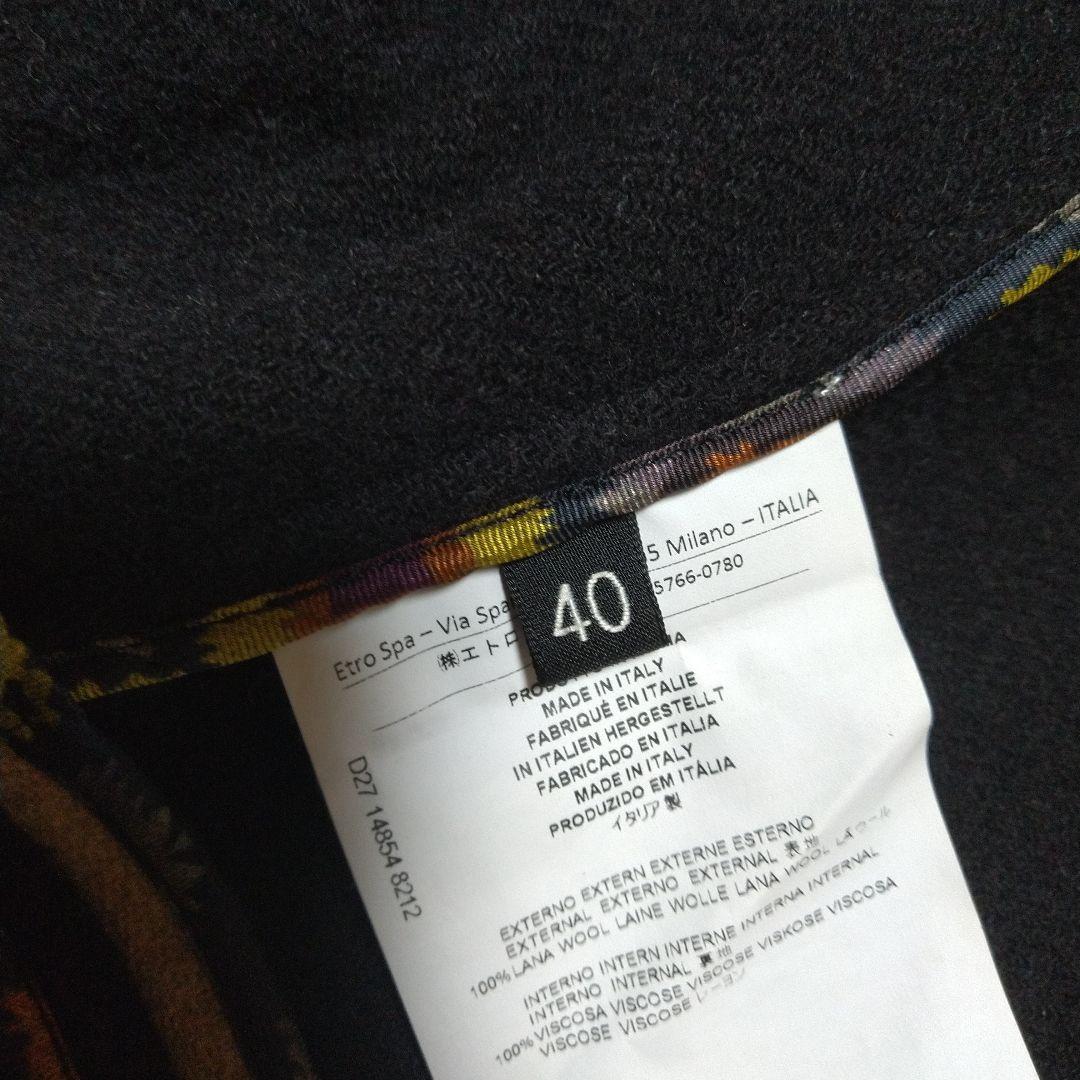 Etro Spa – Via Spa
5 Milano – ITALIA
㈱エトロ
5766-0780
40
MADE IN ITALY
FABRIQUÉ EN ITALIE
IN ITALIEN HERGESTELLT
FABRICADO EN ITALIA
MADE IN ITALY
PRODUZIDO EM ITÁLIA
イタリア製
D27 14854 8212
EXTERNO EXTERN EXTERNE ESTERNO
EXTERNAL EXTERNO EXTERNAL 表地
100% LANA WOOL LAINE WOLLE LANA WOOL LA ウール
INTERNO INTERN INTERNE INTERNA INTERNAL
INTERNO INTERNAL 裏地
100% VISCOSA VISCOSE VISCOSE VISKOSE VISCOSA
VISCOSE VISCOSE レーヨン